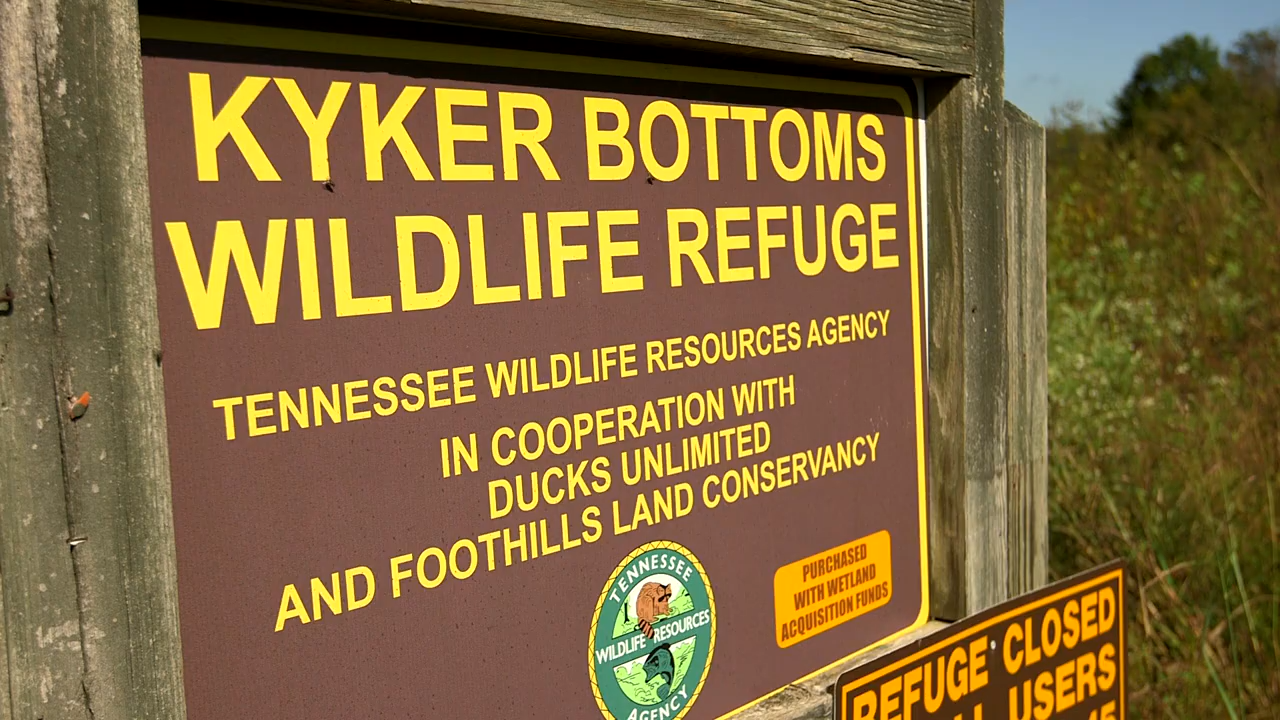 KYKER BOTTOMS
WILDLIFE REFUGE
TENNESSEE WILDLIFE RESOURCES AGENCY
IN COOPERATION WITH
DUCKS UNLIMITED
AND FOOTHILLS LAND CONSERVANCY
TENNESSEE
WILDLIFE RESOURCES
AGENCY
PURCHASED
WITH WETLAND
ACQUISITION FUNDS
REFUGE CLOSED
USERS